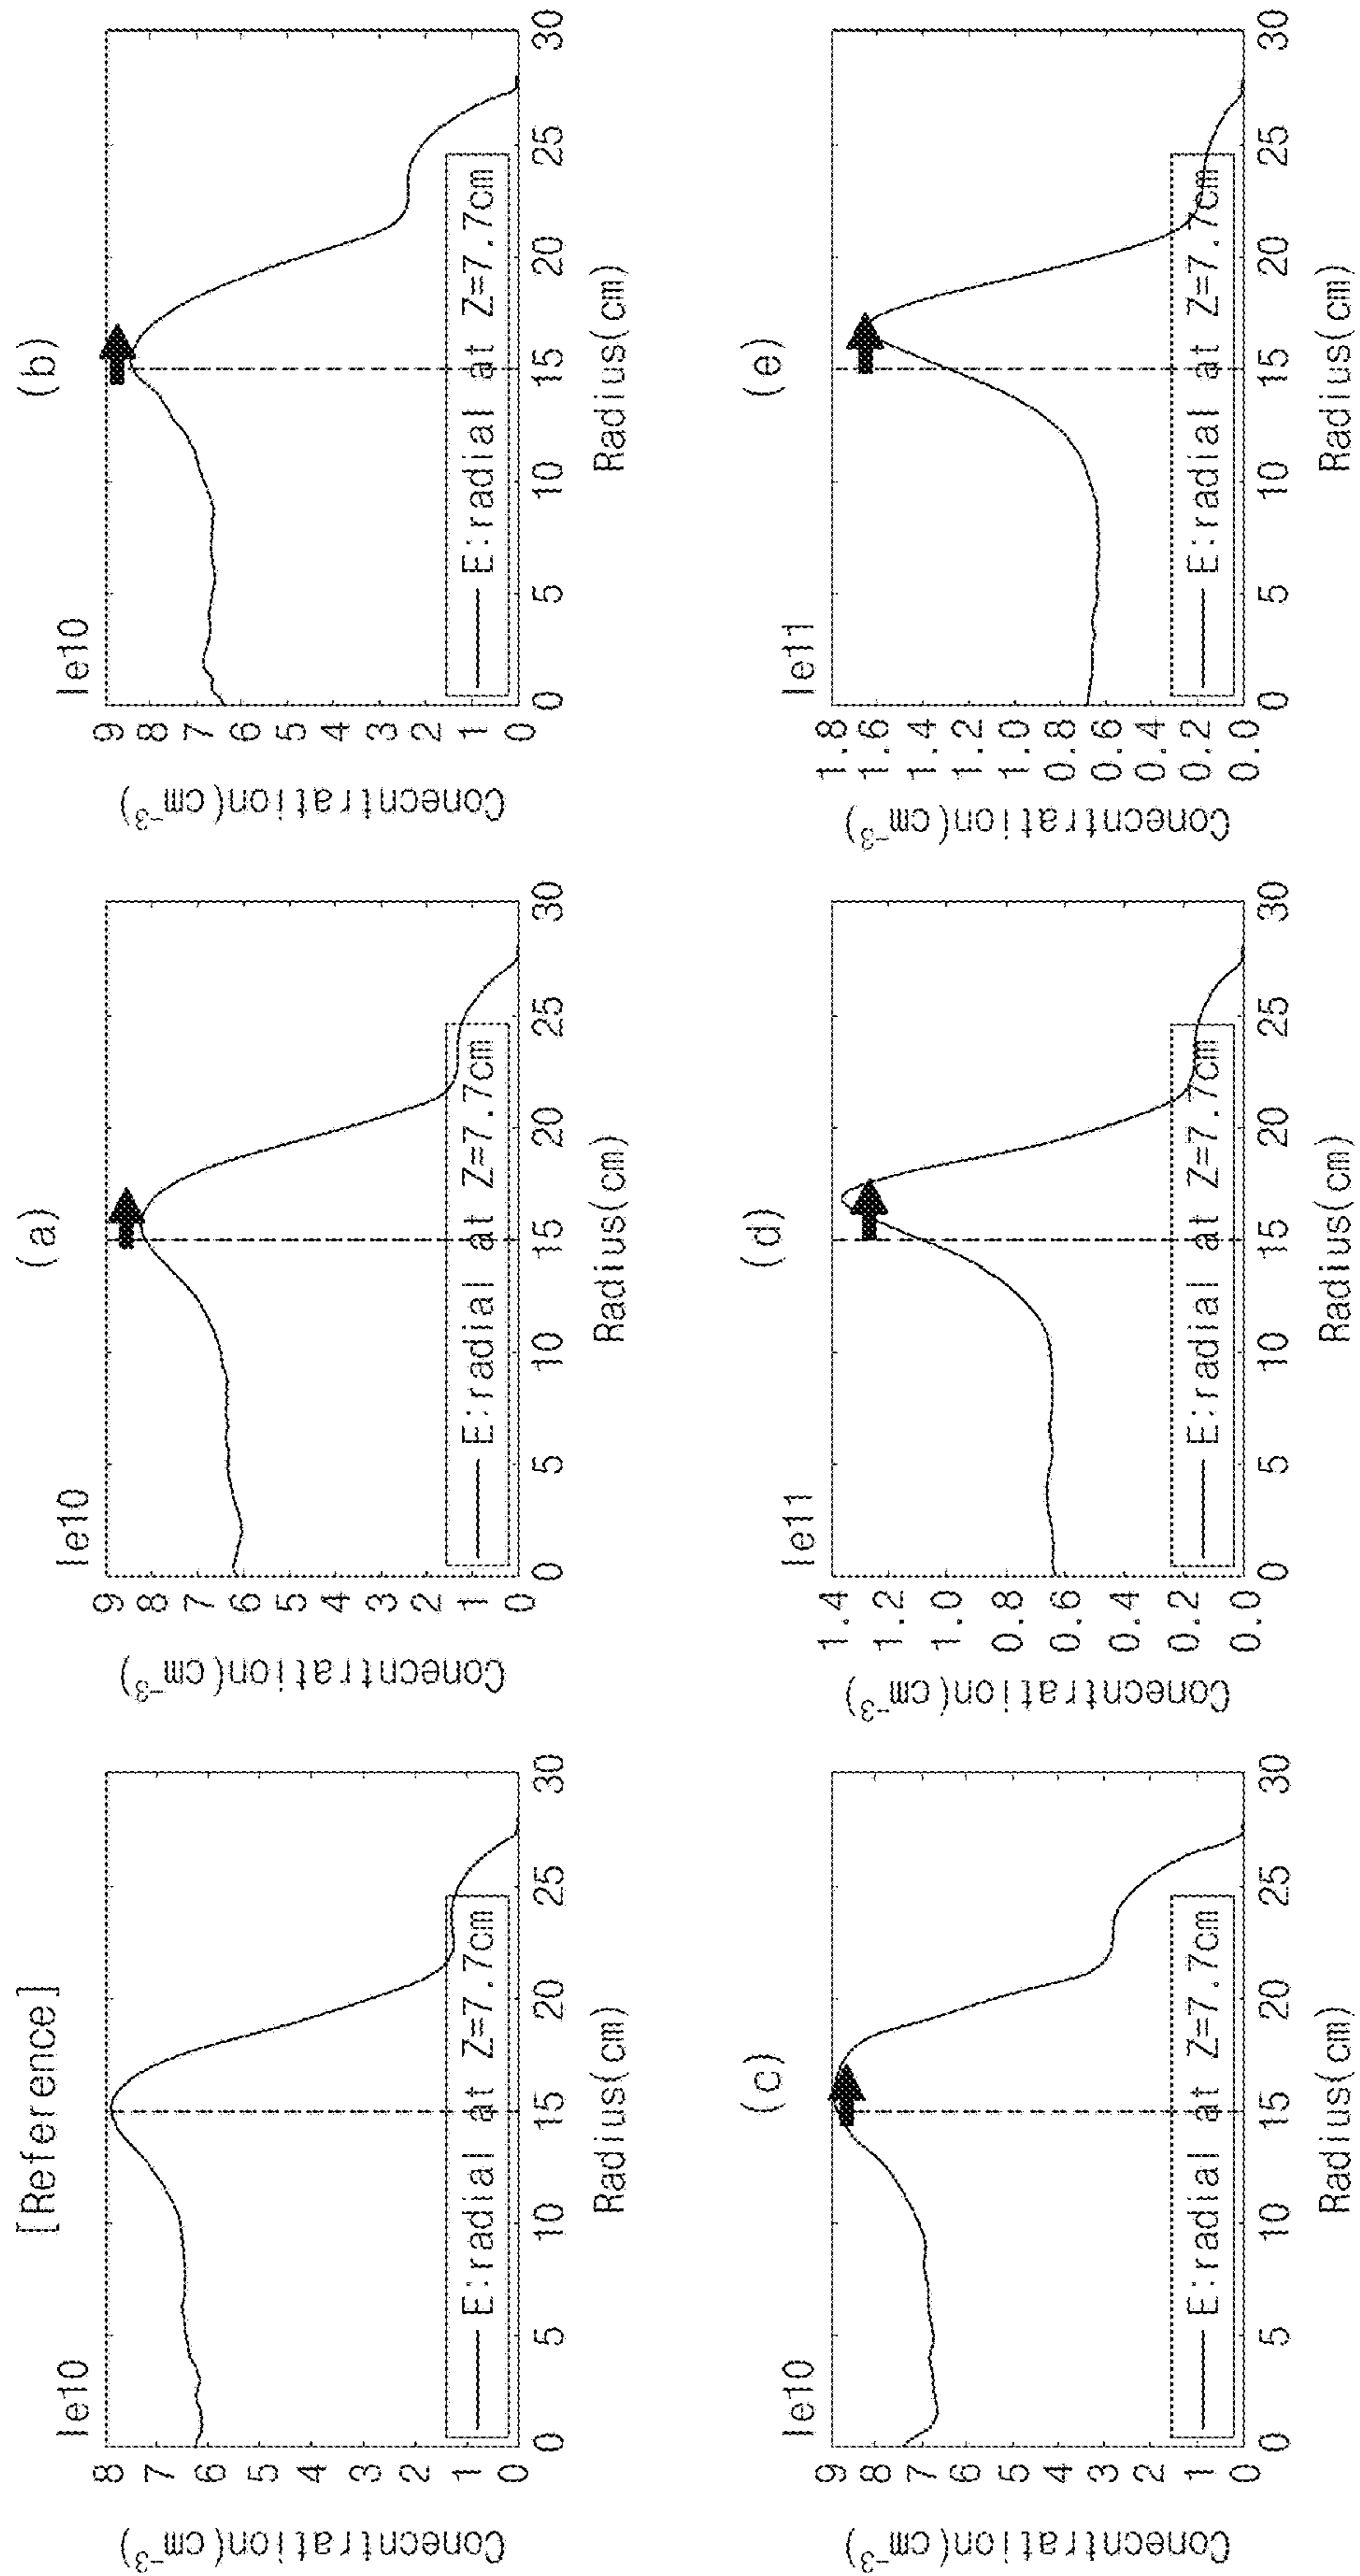 [Reference]
le10
Conecntration(cm⁻³)
8
7
6
5
4
3
2
1
0
E:radial at Z=7.7cm
0 5 10 15 20 25 30
Radius(cm)
(a)
le10
Conecntration(cm⁻³)
9
8
7
6
5
4
3
2
1
0
E:radial at Z=7.7cm
0 5 10 15 20 25 30
Radius(cm)
(b)
le10
Conecntration(cm⁻³)
9
8
7
6
5
4
3
2
1
0
E:radial at Z=7.7cm
0 5 10 15 20 25 30
Radius(cm)
(c)
le10
Conecntration(cm⁻³)
9
8
7
6
5
4
3
2
1
0
E:radial at Z=7.7cm
0 5 10 15 20 25 30
Radius(cm)
(d)
le11
Conecntration(cm⁻³)
1.4
1.2
1.0
0.8
0.6
0.4
0.2
0.0
E:radial at Z=7.7cm
0 5 10 15 20 25 30
Radius(cm)
(e)
le11
Conecntration(cm⁻³)
1.8
1.6
1.4
1.2
1.0
0.8
0.6
0.4
0.2
0.0
E:radial at Z=7.7cm
0 5 10 15 20 25 30
Radius(cm)